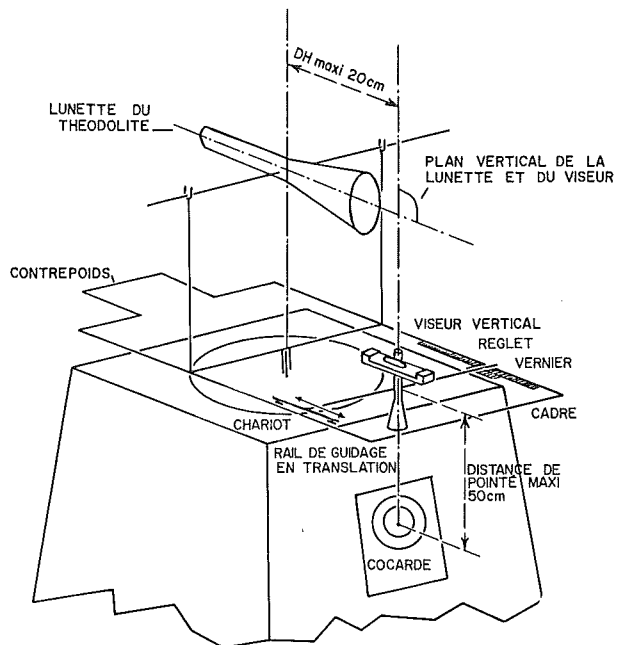 DH maxi 20cm
LUNETTE DU
THEODOLITE
PLAN VERTICAL DE LA
LUNETTE ET DU VISEUR
CONTREPOIDS
VISEUR VERTICAL
REGLET
VERNIER
CADRE
CHARIOT
RAIL DE GUIDAGE
EN TRANSLATION
DISTANCE DE
POINTÉ MAXI
50cm
COCARDE